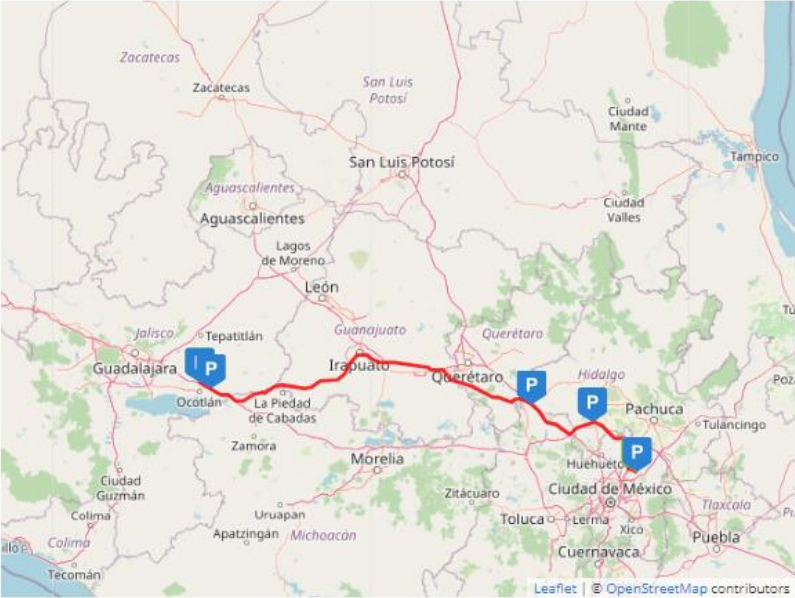 Zacatecas
Zacatecas
San Luis
Potosí
Ciudad
Mante
San Luis Potosí
Tampico
Aguascalientes
Aguascalientes
Ciudad
Valles
Lagos
de Moreno
León
Jalisco
Tepatitlán
Guanajuato
Querétaro
Guadalajara
P
Irapuato
Querétaro
P
Hidalgo
Ocotlán
La Piedad
de Cabadas
P
Pachuca
Tulancingo
Zamora
Morelia
Huehueto
P
Ciudad
Guzmán
Zitácuaro
Ciudad de México
Colima
Uruapan
Toluca
Lerma
Xico
Tlaxcala
Colima
Apatzingán
Michoacán
Puebla
Cuernavaca
Tecomán
Leaflet | © OpenStreetMap contributors